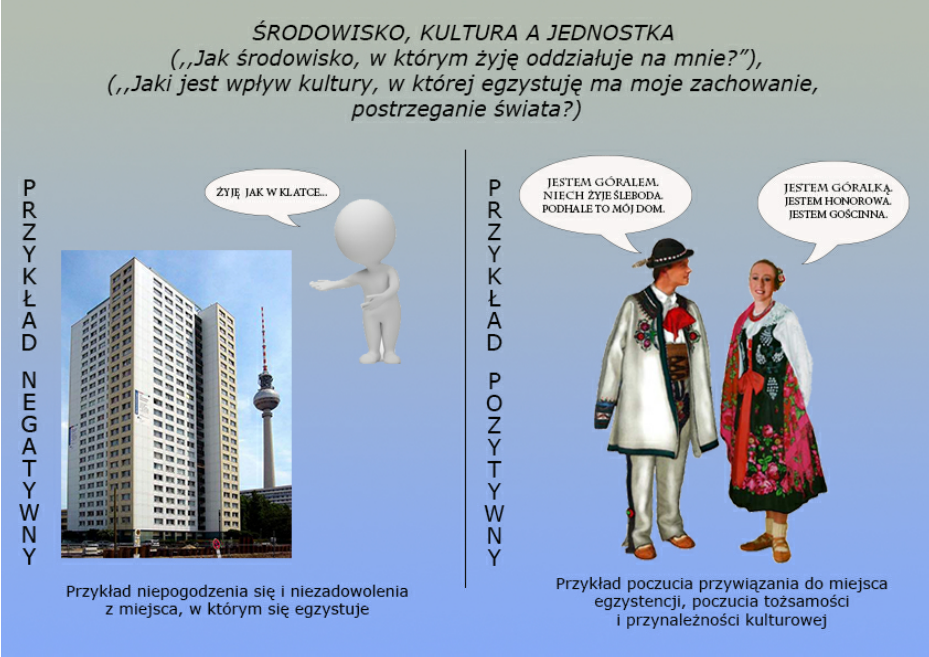 ŚRODOWISKO, KULTURA A JEDNOSTKA
(,,Jak środowisko, w którym żyję oddziałuje na mnie?”),
(,,Jaki jest wpływ kultury, w której egzystuję ma moje zachowanie,
postrzeganie świata?)
PRZYKŁAD NEGATYWNY
ŻYJĘ JAK W KLATCE...
Przykład niepogodzenia się i niezadowolenia
z miejsca, w którym się egzystuje
PRZYKŁAD POZYTYWNY
JESTEM GÓRALEM.
NIECH ŻYJE ŚLEBODA.
PODHALE TO MÓJ DOM.
JESTEM GÓRALKĄ.
JESTEM HONOROWA.
JESTEM GOŚCINNA.
Przykład poczucia przywiązania do miejsca
egzystencji, poczucia tożsamości
i przynależności kulturowej